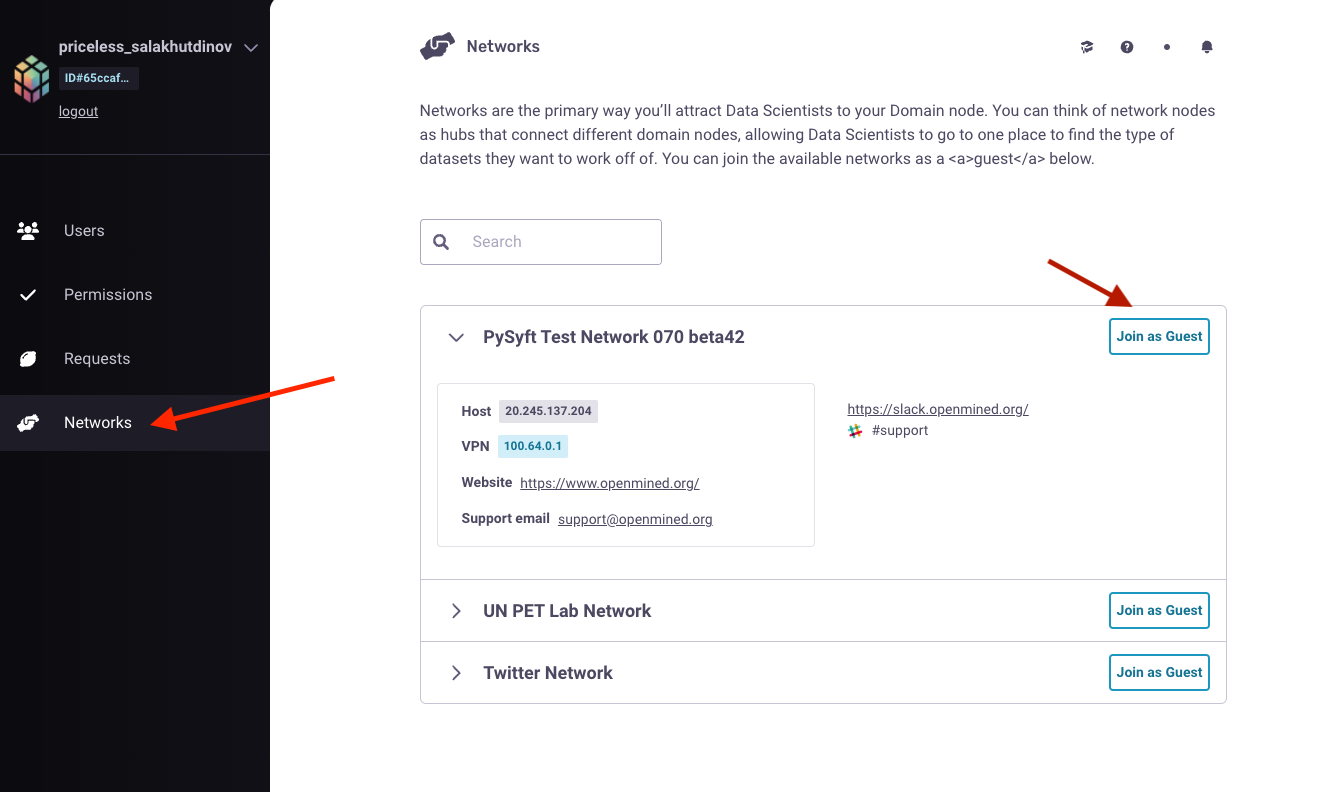 priceless_salakhutdinov
ID#65ccaf...
logout
Users
Permissions
Requests
Networks
Networks
Networks are the primary way you’ll attract Data Scientists to your Domain node. You can think of network nodes
as hubs that connect different domain nodes, allowing Data Scientists to go to one place to find the type of
datasets they want to work off of. You can join the available networks as a <a>guest</a> below.
Search
PySyft Test Network 070 beta42
Join as Guest
Host 20.245.137.204
VPN 100.64.0.1
Website https://www.openmined.org/
Support email support@openmined.org
https://slack.openmined.org/
#support
UN PET Lab Network
Join as Guest
Twitter Network
Join as Guest